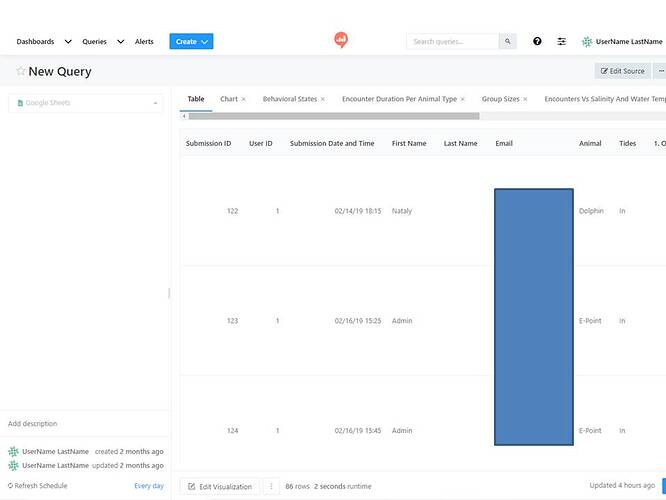 Dashboards Queries Alerts Create Search queries... UserName LastName
New Query Edit Source
Google Sheets
Table Chart × Behavioral States × Encounter Duration Per Animal Type × Group Sizes × Encounters Vs Salinity And Water Temp
Submission ID User ID Submission Date and Time First Name Last Name Email Animal Tides 1. O
122 1 02/14/19 18:15 Nataly Dolphin In
123 1 02/16/19 15:25 Admin E-Point In
124 1 02/16/19 15:45 Admin E-Point In
Add description
UserName LastName created 2 months ago
UserName LastName updated 2 months ago
Refresh Schedule Every day
Edit Visualization 86 rows 2 seconds runtime Updated 4 hours ago